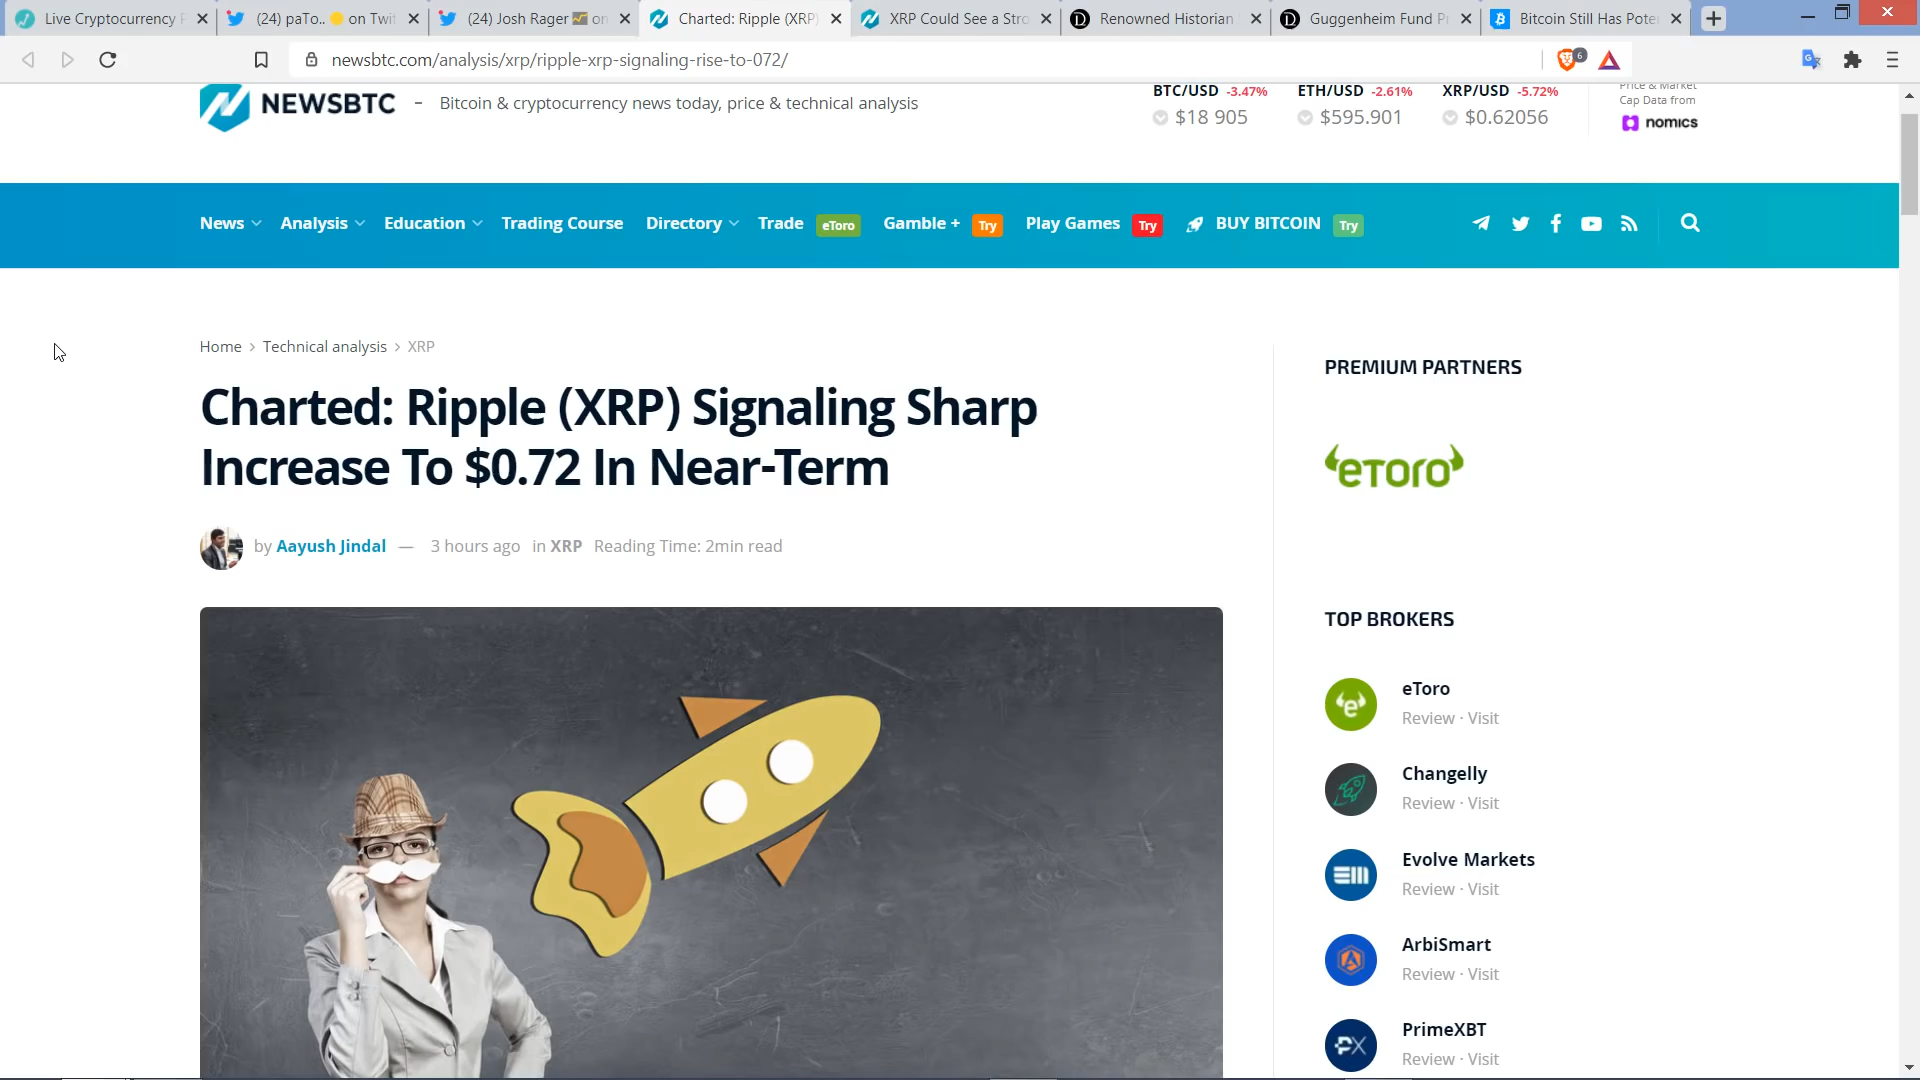 Live Cryptocurrency P
(24) paTo.. on Twit
(24) Josh Rager on
Charted: Ripple (XRP)
XRP Could See a Stro
Renowned Historian
Guggenheim Fund P
Bitcoin Still Has Pote
newsbtc.com/analysis/xrp/ripple-xrp-signaling-rise-to-072/
6
NEWSBTC - Bitcoin & cryptocurrency news today, price & technical analysis
BTC/USD -3.47%
$18 905
ETH/USD -2.61%
$595.901
XRP/USD -5.72%
$0.62056
Price & Market
Cap Data from
nomics
News Analysis Education Trading Course Directory Trade eToro Gamble + Try Play Games Try BUY BITCOIN Try
Home > Technical analysis > XRP
Charted: Ripple (XRP) Signaling Sharp
Increase To $0.72 In Near-Term
by Aayush Jindal — 3 hours ago in XRP Reading Time: 2min read
PREMIUM PARTNERS
eToro
TOP BROKERS
eToro
Review · Visit
Changelly
Review · Visit
Evolve Markets
Review · Visit
ArbiSmart
Review · Visit
PrimeXBT
Review · Visit